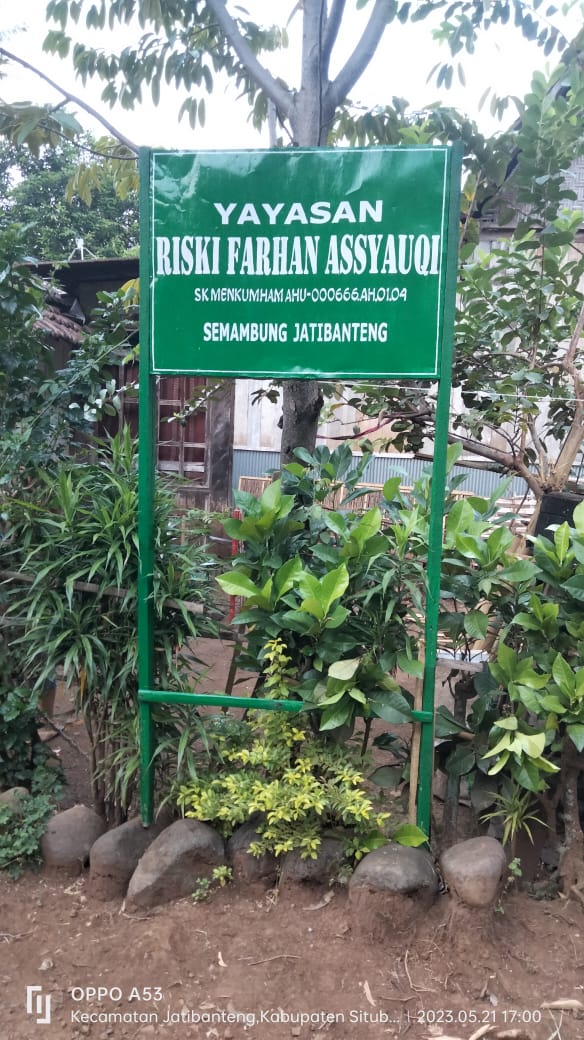 YAYASAN
RISKI FARHAN ASSYAUQI
SK MENKUMHAM AHU-000666.AH.01.04
SEMAMBUNG JATIBANTENG
OPPO A53
Kecamatan Jatibanteng,Kabupaten Situb... | 2023.05.21 17:00